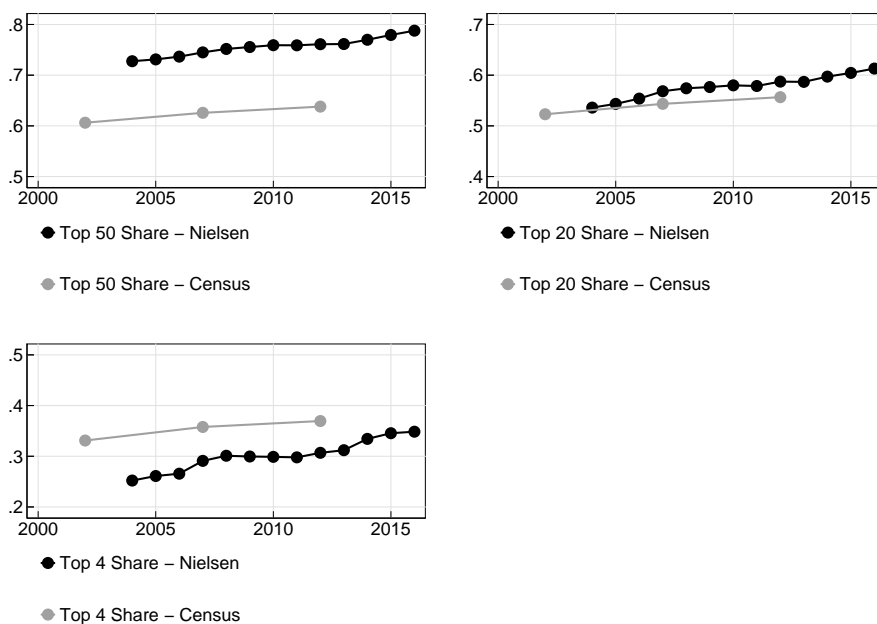 .8
.7
.6
.5
2000 2005 2010 2015
Top 50 Share – Nielsen
Top 50 Share – Census
.7
.6
.5
.4
2000 2005 2010 2015
Top 20 Share – Nielsen
Top 20 Share – Census
.5
.4
.3
.2
2000 2005 2010 2015
Top 4 Share – Nielsen
Top 4 Share – Census